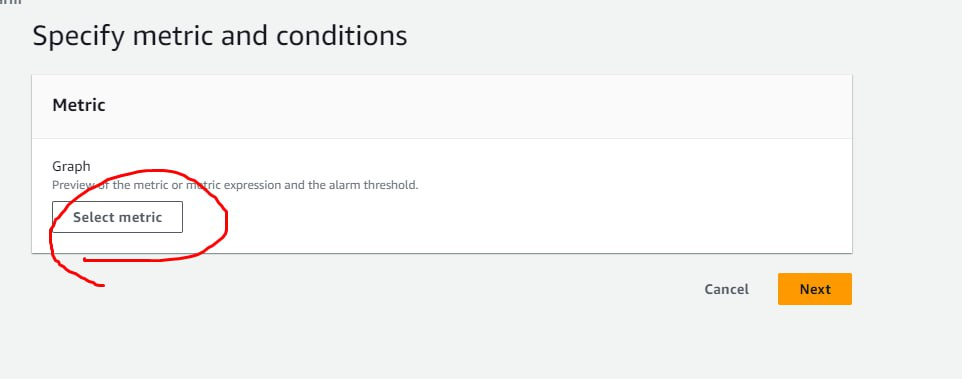 Specify metric and conditions
Metric
Graph
Preview of the metric or metric expression and the alarm threshold.
Select metric
Cancel
Next